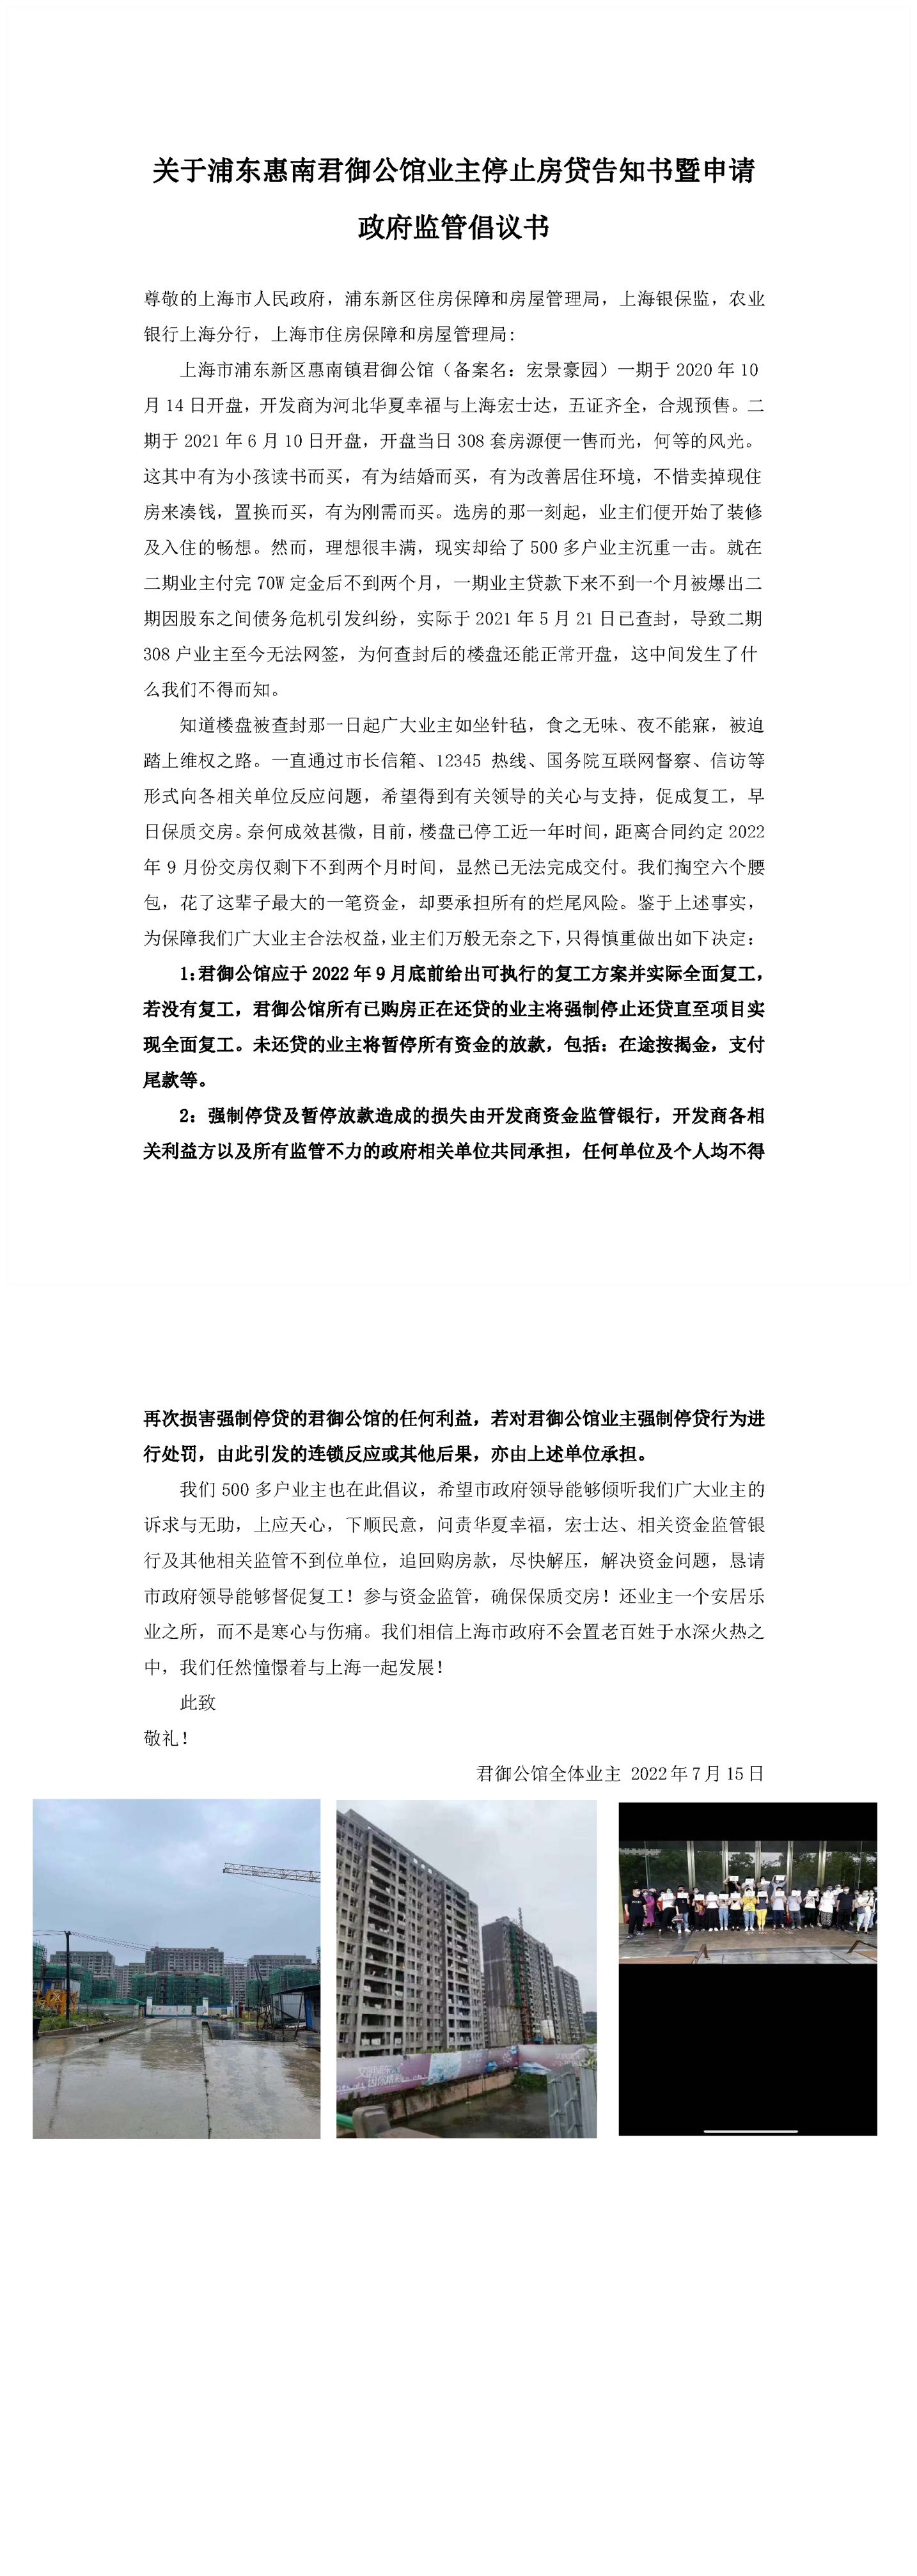 关于浦东惠南君御公馆业主停止房贷告知书暨申请
政府监管倡议书
尊敬的上海市人民政府，浦东新区住房保障和房屋管理局，上海银保监，农业
银行上海分行，上海市住房保障和房屋管理局:
上海市浦东新区惠南镇君御公馆（备案名：宏景豪园）一期于 2020 年 10
月 14 日开盘，开发商为河北华夏幸福与上海宏士达，五证齐全，合规预售。二
期于 2021 年 6 月 10 日开盘，开盘当日 308 套房源便一售而光，何等的风光。
这其中有为小孩读书而买，有为结婚而买，有为改善居住环境，不惜卖掉现住
房来凑钱，置换而买，有为刚需而买。选房的那一刻起，业主们便开始了装修
及入住的畅想。然而，理想很丰满，现实却给了 500 多户业主沉重一击。就在
二期业主付完 70W 定金后不到两个月，一期业主贷款下来不到一个月被爆出二
期因股东之间债务危机引发纠纷，实际于 2021 年 5 月 21 日已查封，导致二期
308 户业主至今无法网签，为何查封后的楼盘还能正常开盘，这中间发生了什
么我们不得而知。
知道楼盘被查封那一日起广大业主如坐针毡，食之无味、夜不能寐，被迫
踏上维权之路。一直通过市长信箱、12345 热线、国务院互联网督察、信访等
形式向各相关单位反应问题，希望得到有关领导的关心与支持，促成复工，早
日保质交房。奈何成效甚微，目前，楼盘已停工近一年时间，距离合同约定 2022
年 9 月份交房仅剩下不到两个月时间，显然已无法完成交付。我们掏空六个腰
包，花了这辈子最大的一笔资金，却要承担所有的烂尾风险。鉴于上述事实，
为保障我们广大业主合法权益，业主们万般无奈之下，只得慎重做出如下决定：
1：君御公馆应于 2022 年 9 月底前给出可执行的复工方案并实际全面复工，
若没有复工，君御公馆所有已购房正在还贷的业主将强制停止还贷直至项目实
现全面复工。未还贷的业主将暂停所有资金的放款，包括：在途按揭金，支付
尾款等。
2：强制停贷及暂停放款造成的损失由开发商资金监管银行，开发商各相
关利益方以及所有监管不力的政府相关单位共同承担，任何单位及个人均不得
再次损害强制停贷的君御公馆的任何利益，若对君御公馆业主强制停贷行为进
行处罚，由此引发的连锁反应或其他后果，亦由上述单位承担。
我们 500 多户业主也在此倡议，希望市政府领导能够倾听我们广大业主的
诉求与无助，上应天心，下顺民意，问责华夏幸福，宏士达、相关资金监管银
行及其他相关监管不到位单位，追回购房款，尽快解压，解决资金问题，恳请
市政府领导能够督促复工！参与资金监管，确保保质交房！还业主一个安居乐
业之所，而不是寒心与伤痛。我们相信上海市政府不会置老百姓于水深火热之
中，我们任然憧憬着与上海一起发展！
此致
敬礼！
君御公馆全体业主 2022 年 7 月 15 日